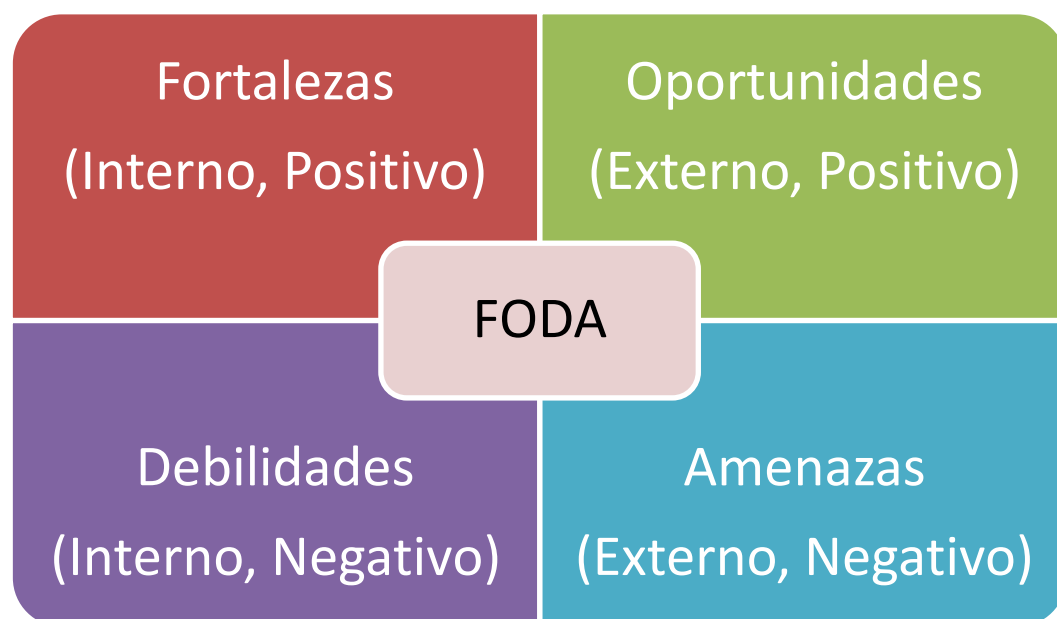 Fortalezas
(Interno, Positivo)
Oportunidades
(Externo, Positivo)
FODA
Debilidades
(Interno, Negativo)
Amenazas
(Externo, Negativo)